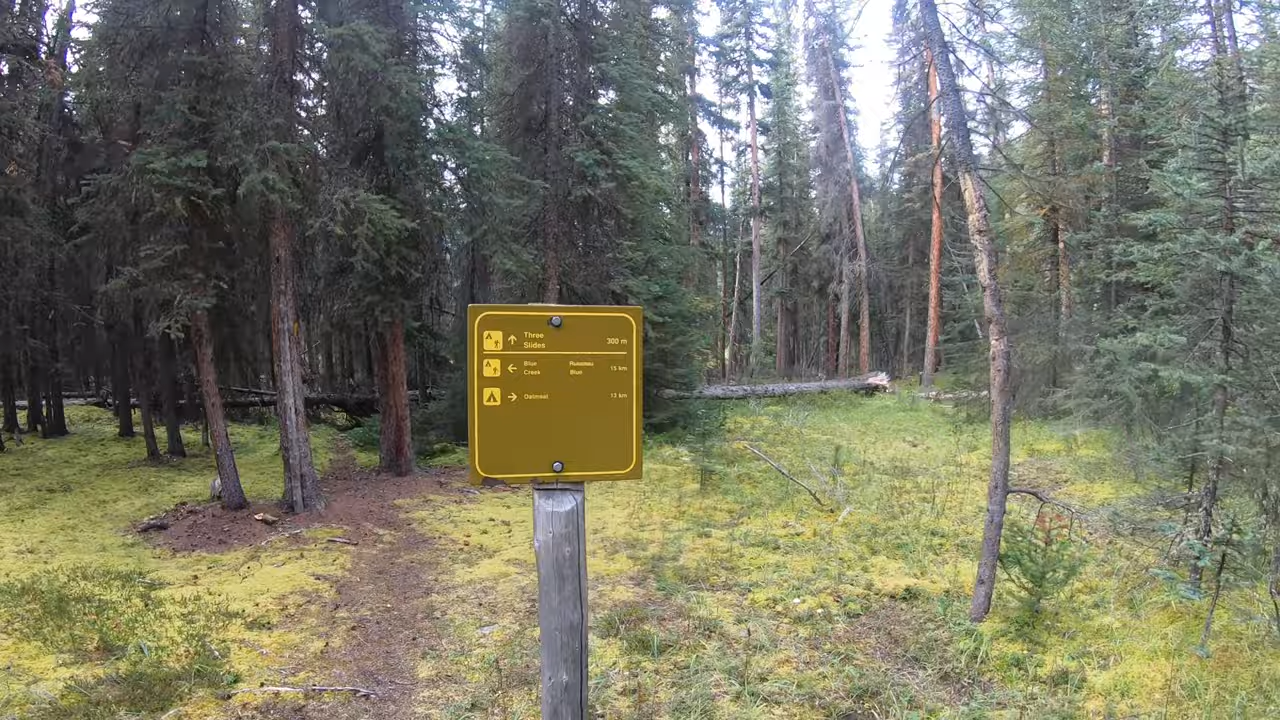 Three
Slides 300 m
Blue
Creek Ruisseau
Blue 15 km
Oatmeal 13 km